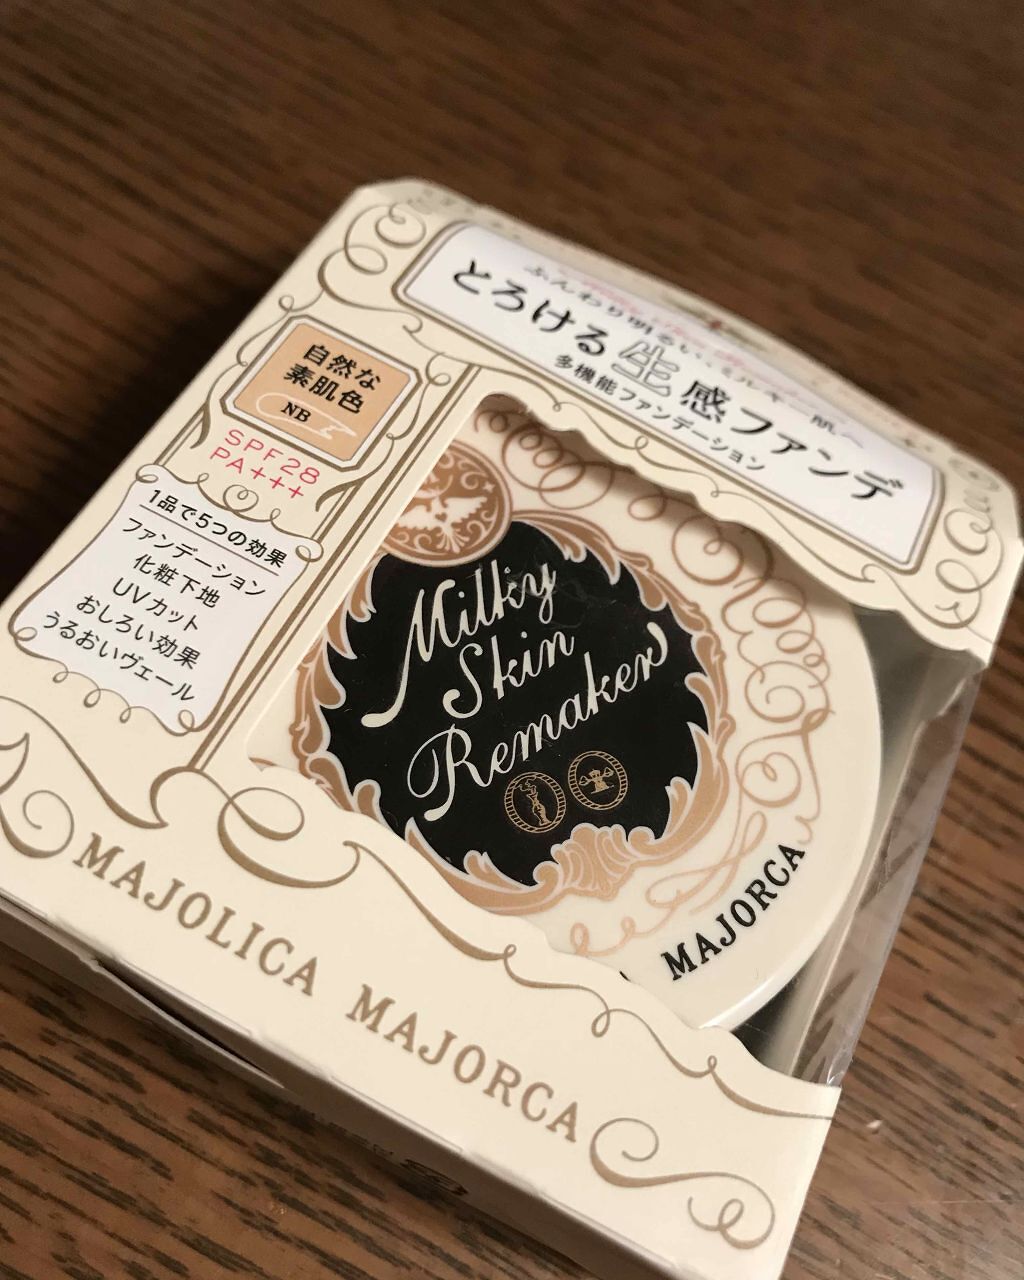 ふんわり明るい、ミルキー肌へ
とろける生感ファンデ
多機能ファンデーション
自然な
素肌色
NB
SPF28
PA+++
1品で5つの効果
ファンデーション
化粧下地
UVカット
おしろい効果
うるおいヴェール
Milky
Skin
Remaker
MAJORCA
MAJOLICA MAJORCA